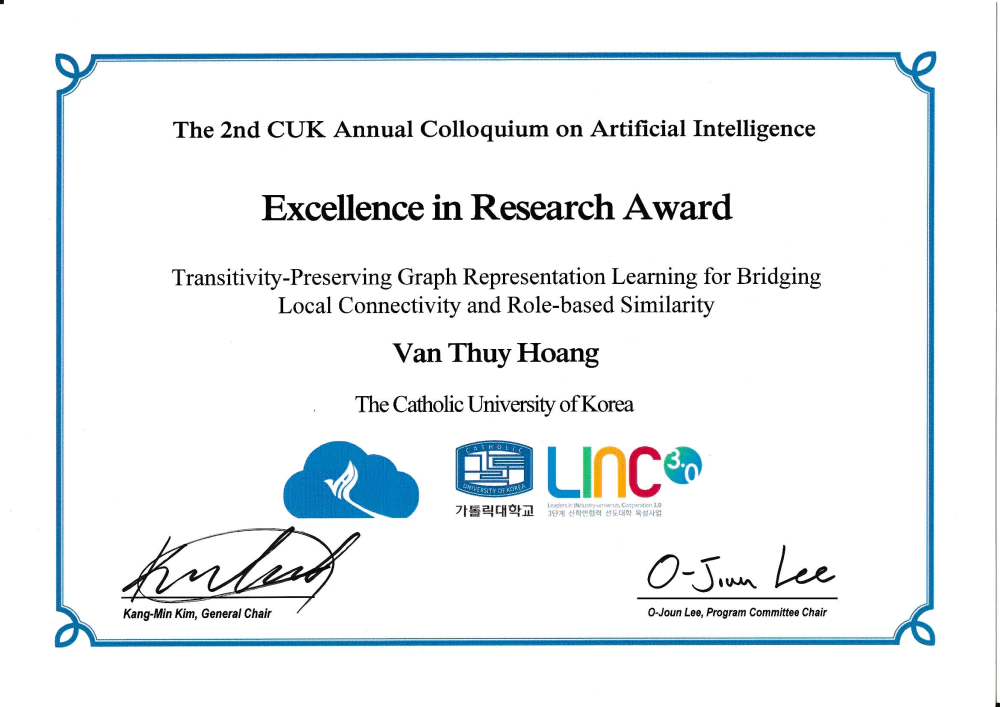 The 2nd CUK Annual Colloquium on Artificial Intelligence
Excellence in Research Award
Transitivity-Preserving Graph Representation Learning for Bridging
Local Connectivity and Role-based Similarity
Van Thuy Hoang
The Catholic University of Korea
CATHOLIC
UNIVERSITY OF KOREA
가톨릭대학교
LINC 3.0
Leaders in INdustry-university Cooperation 3.0
3단계 산학연협력 선도대학 육성사업
O-Joun Lee
Kang-Min Kim, General Chair
O-Joun Lee, Program Committee Chair